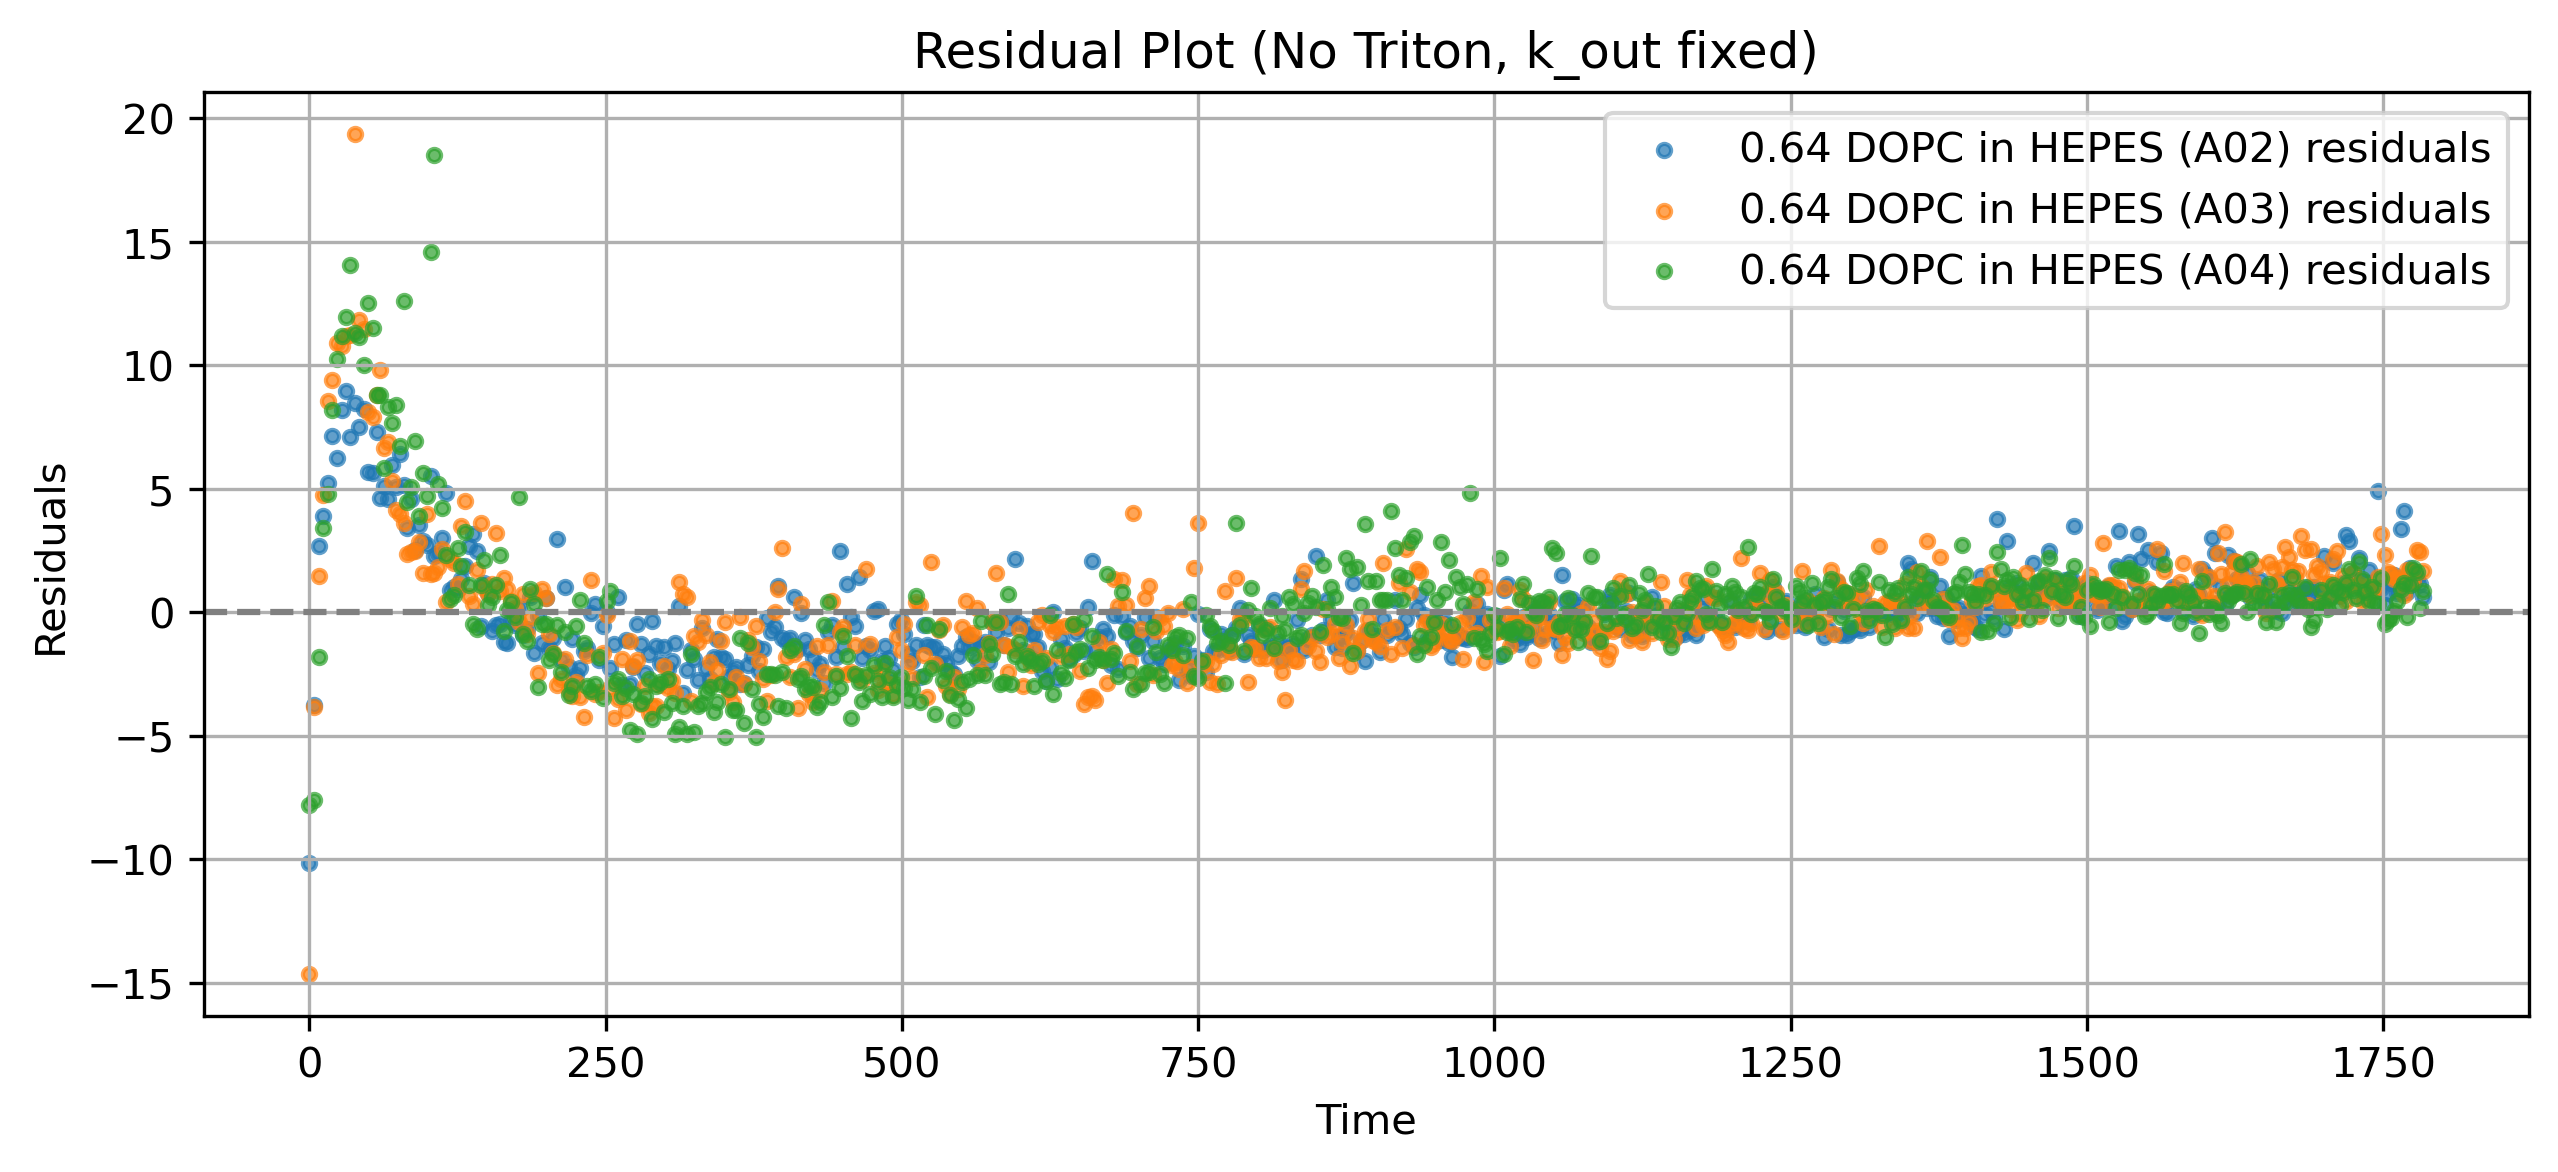 Residual Plot (No Triton, k_out fixed)
20
15
10
5
0
−5
−10
−15
Residuals
0.64 DOPC in HEPES (A02) residuals
0.64 DOPC in HEPES (A03) residuals
0.64 DOPC in HEPES (A04) residuals
0 250 500 750 1000 1250 1500 1750
Time